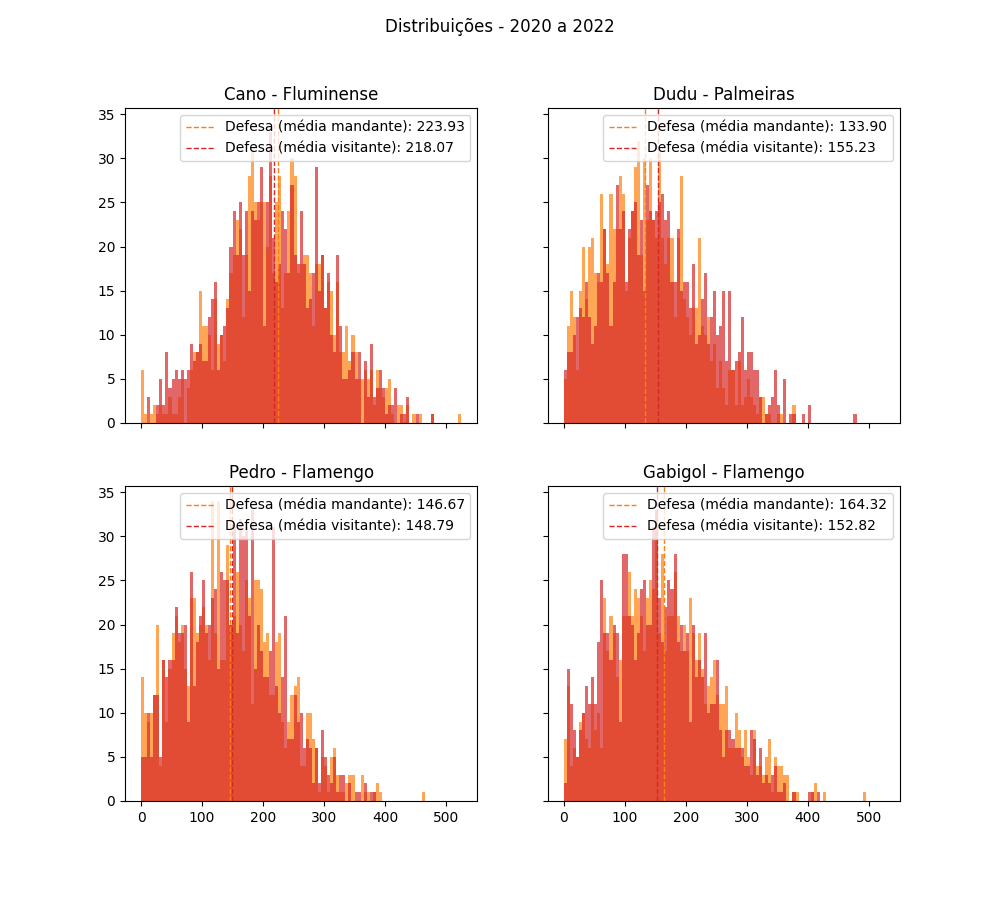 Distribuições - 2020 a 2022
Cano - Fluminense
Defesa (média mandante): 223.93
Defesa (média visitante): 218.07
35
30
25
20
15
10
5
0
Dudu - Palmeiras
Defesa (média mandante): 133.90
Defesa (média visitante): 155.23
Pedro - Flamengo
Defesa (média mandante): 146.67
Defesa (média visitante): 148.79
35
30
25
20
15
10
5
0
0 100 200 300 400 500
Gabigol - Flamengo
Defesa (média mandante): 164.32
Defesa (média visitante): 152.82
0 100 200 300 400 500